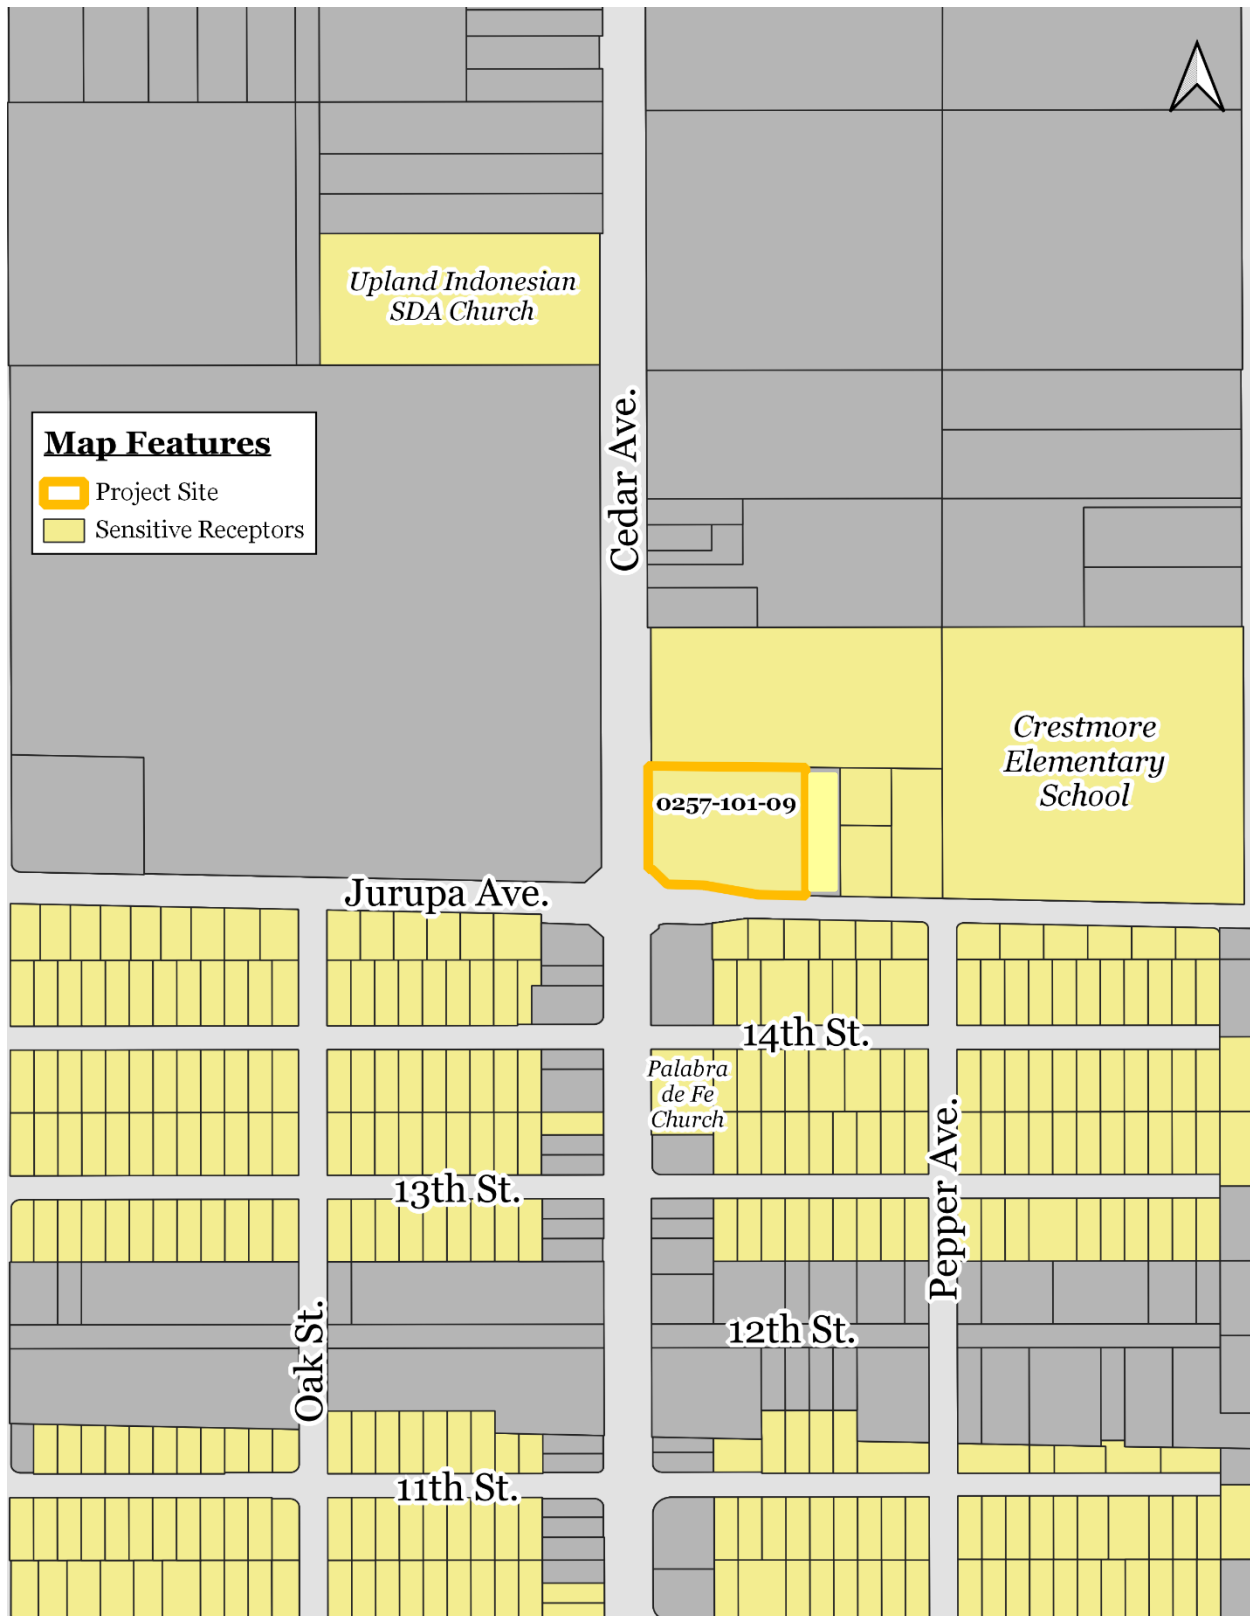 Upland Indonesian
SDA Church
Cedar Ave.
Map Features
Project Site
Sensitive Receptors
Crestmore
Elementary
School
0257-101-09
Jurupa Ave.
14th St.
Palabra
de Fe
Church
Pepper Ave.
13th St.
Oak St.
12th St.
11th St.